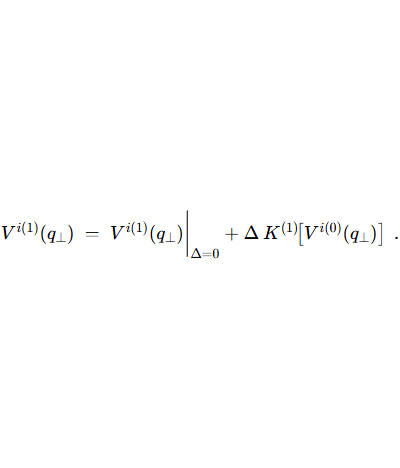 V^{i(1)}(q_⊥) = V^{i(1)}(q_⊥)|_{Δ=0} + Δ K^{(1)}[V^{i(0)}(q_⊥)] .